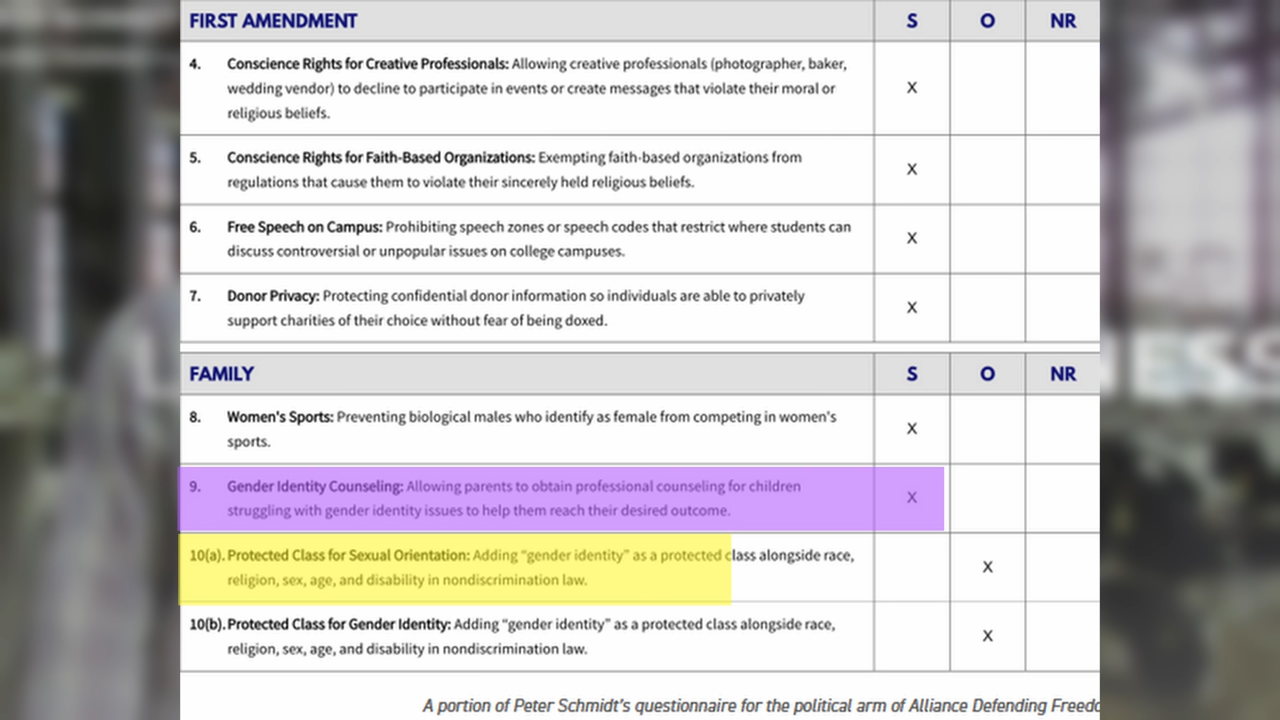 FIRST AMENDMENT S O NR
4. Conscience Rights for Creative Professionals: Allowing creative professionals (photographer, baker,
wedding vendor) to decline to participate in events or create messages that violate their moral or
religious beliefs.
X
5. Conscience Rights for Faith-Based Organizations: Exempting faith-based organizations from
regulations that cause them to violate their sincerely held religious beliefs.
X
6. Free Speech on Campus: Prohibiting speech zones or speech codes that restrict where students can
discuss controversial or unpopular issues on college campuses.
X
7. Donor Privacy: Protecting confidential donor information so individuals are able to privately
support charities of their choice without fear of being doxed.
X
FAMILY S O NR
8. Women's Sports: Preventing biological males who identify as female from competing in women's
sports.
X
9. Gender Identity Counseling: Allowing parents to obtain professional counseling for children
struggling with gender identity issues to help them reach their desired outcome.
X
10(a). Protected Class for Sexual Orientation: Adding “gender identity” as a protected class alongside race,
religion, sex, age, and disability in nondiscrimination law.
X
10(b). Protected Class for Gender Identity: Adding “gender identity” as a protected class alongside race,
religion, sex, age, and disability in nondiscrimination law.
X
A portion of Peter Schmidt's questionnaire for the political arm of Alliance Defending Freedo